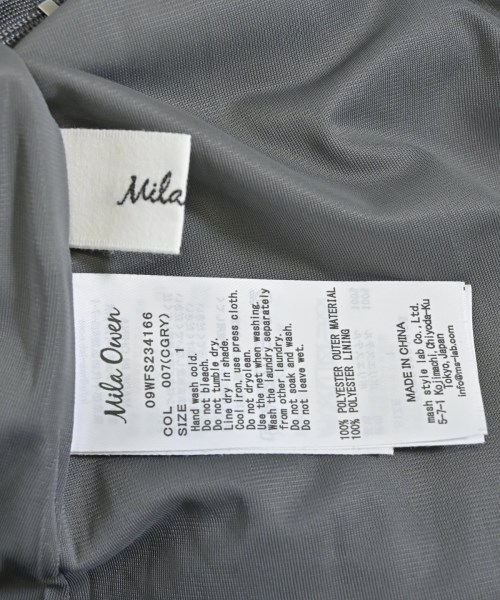 Mila
Mila Owen
09WFS234166
COL 007(CGRY)
SIZE 1
Hand wash cold.
Do not bleach.
Do not tumble dry.
Line dry in shade.
Cool iron, use press cloth.
Do not dryclean.
Use the net when washing.
Wash the laundry separately
from other laundry.
Do not soak and wash.
Do not leave wet.
100% POLYESTER OUTER MATERIAL
100% POLYESTER LINING
MADE IN CHINA
mash style lab Co., Ltd.
5-7-1 Kojimachi, Chiyoda-Ku
Tokyo, Japan
info@ms-lab.com